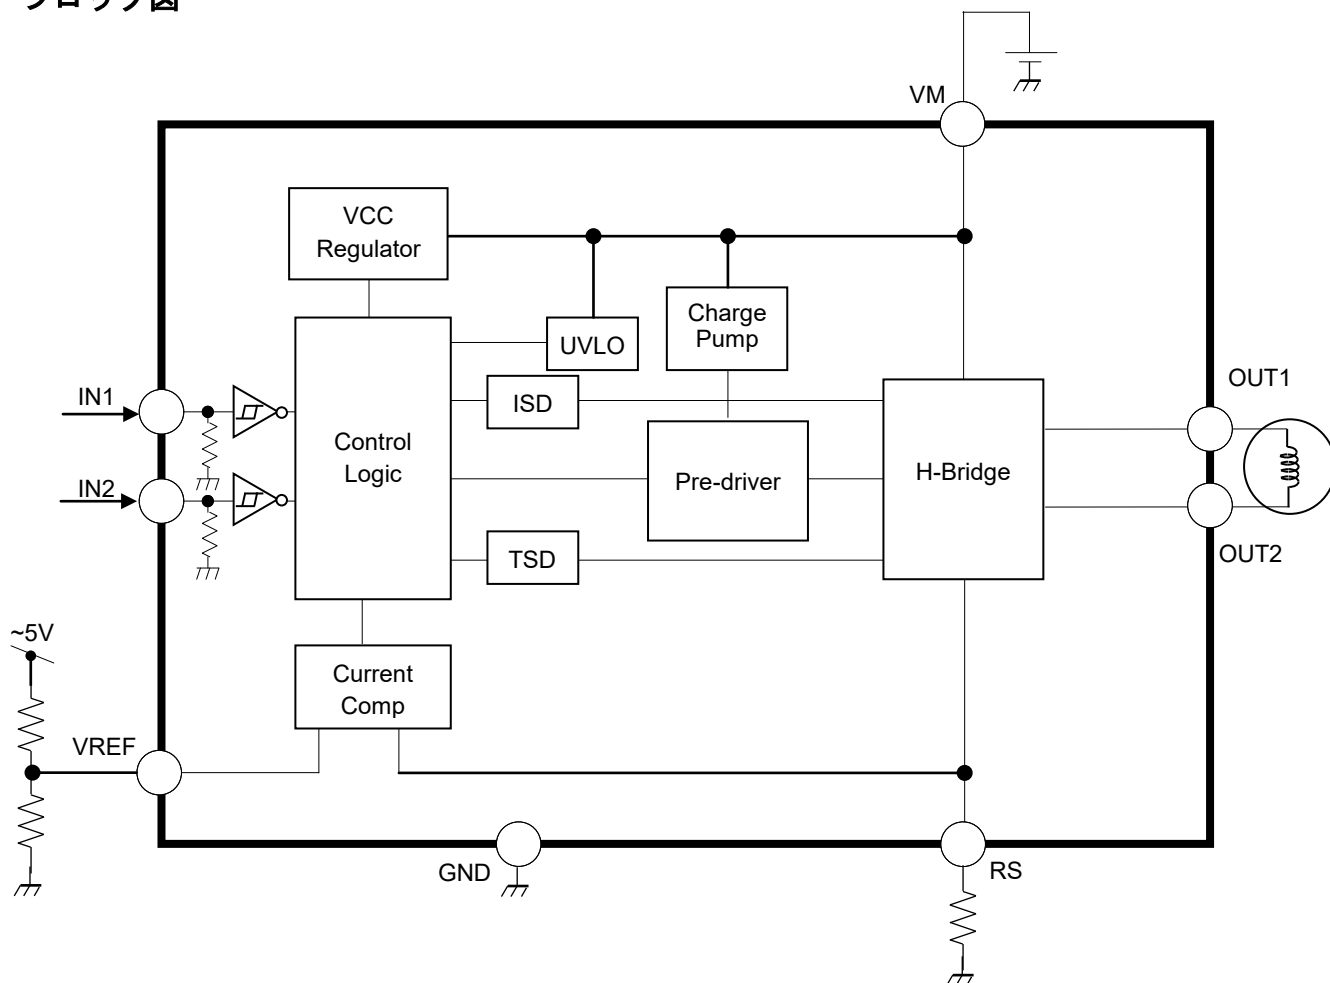 ブロック図
VM
VCC
Regulator
Charge
Pump
UVLO
OUT1
IN1
ISD
Control
Logic
Pre-driver
H-Bridge
IN2
TSD
OUT2
~5V
Current
Comp
VREF
GND
RS